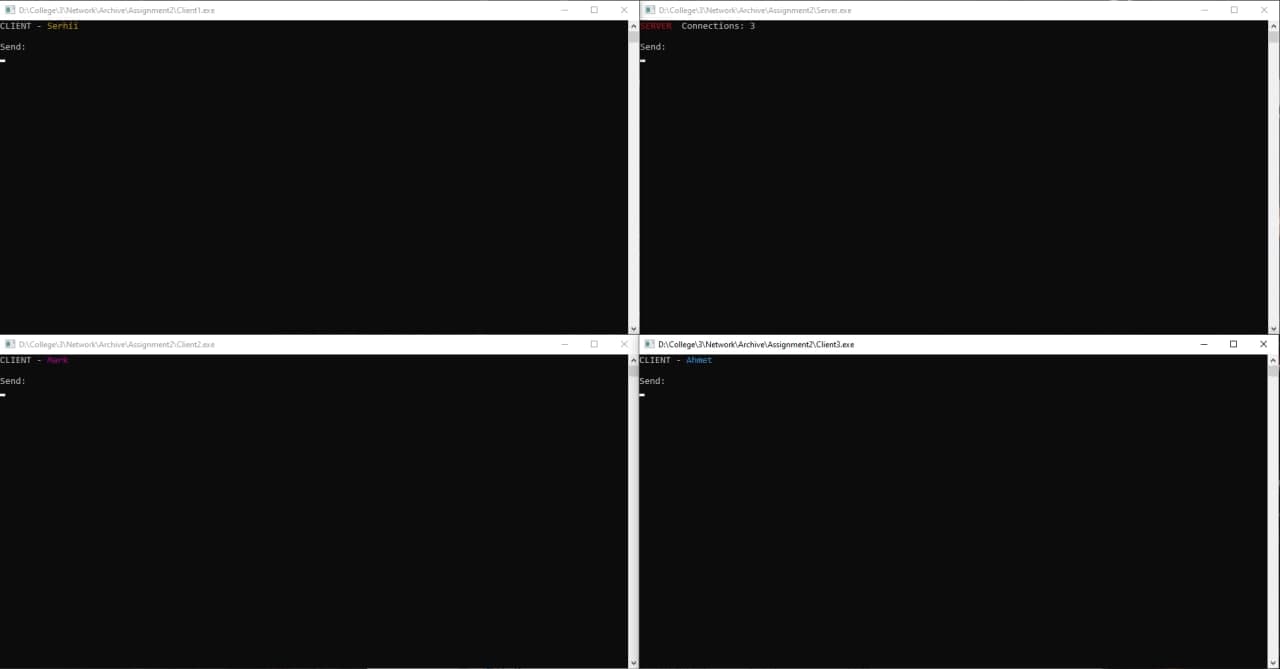 D:\College\3\Network\Archive\Assignment2\Client1.exe
CLIENT - Serhii
Send:
D:\College\3\Network\Archive\Assignment2\Server.exe
SERVER Connections: 3
Send:
D:\College\3\Network\Archive\Assignment2\Client2.exe
CLIENT - Mark
Send:
D:\College\3\Network\Archive\Assignment2\Client3.exe
CLIENT - Ahmet
Send: